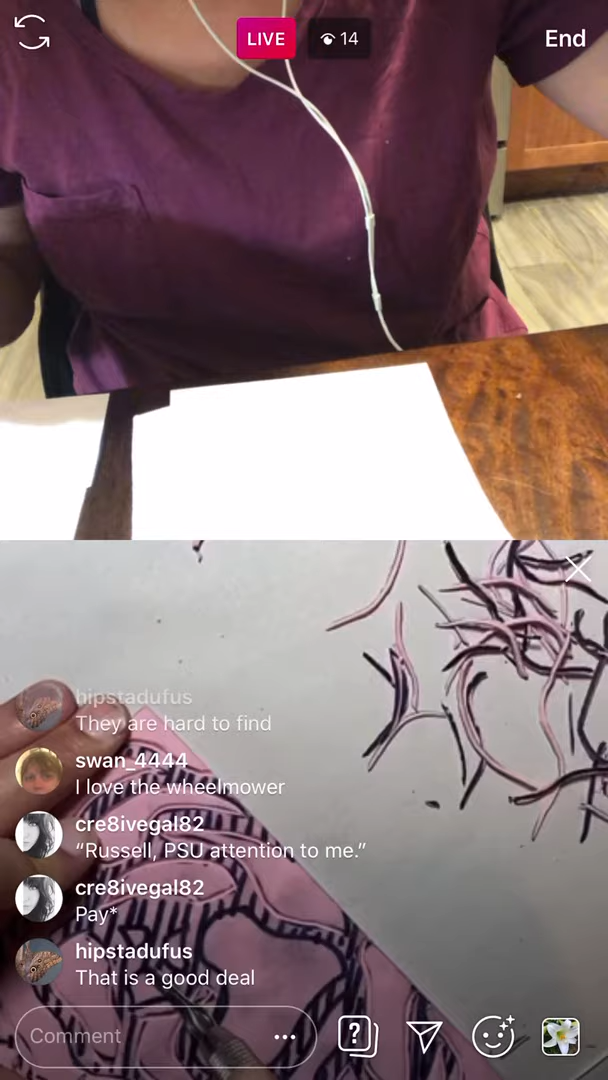 LIVE
14
End
hipstadufus
They are hard to find
swan_4444
I love the wheelmower
cre8ivegal82
“Russell, PSU attention to me.”
cre8ivegal82
Pay*
hipstadufus
That is a good deal
Comment
?